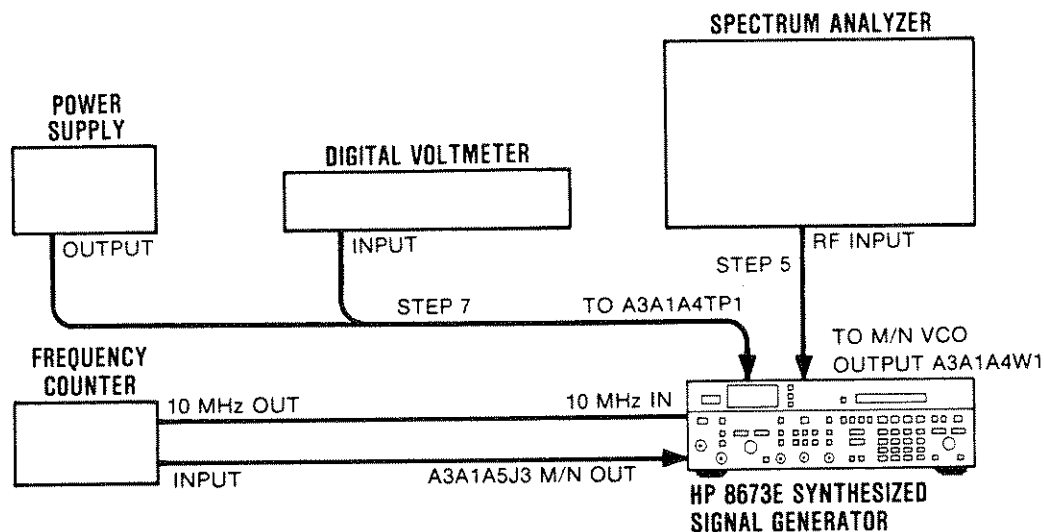 SPECTRUM ANALYZER
POWER
SUPPLY
DIGITAL VOLTMETER
OUTPUT
INPUT
RF INPUT
STEP 5
STEP 7
TO A3A1A4TP1
TO M/N VCO
OUTPUT A3A1A4W1
FREQUENCY
COUNTER
10 MHz OUT
10 MHz IN
INPUT
A3A1A5J3 M/N OUT
HP 8673E SYNTHESIZED
SIGNAL GENERATOR